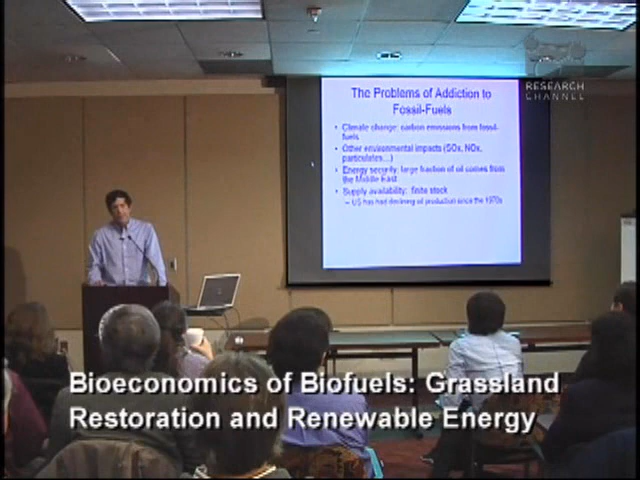 RESEARCH
CHANNEL
The Problems of Addiction to
Fossil-Fuels
• Climate change: carbon emissions from fossil-
fuels
• Other environmental impacts (SOx, NOx,
particulates...)
• Energy security: large fraction of oil comes from
the Middle East
• Supply availability: finite stock
– US has had declining oil production since the 1970s
Bioeconomics of Biofuels: Grassland
Restoration and Renewable Energy